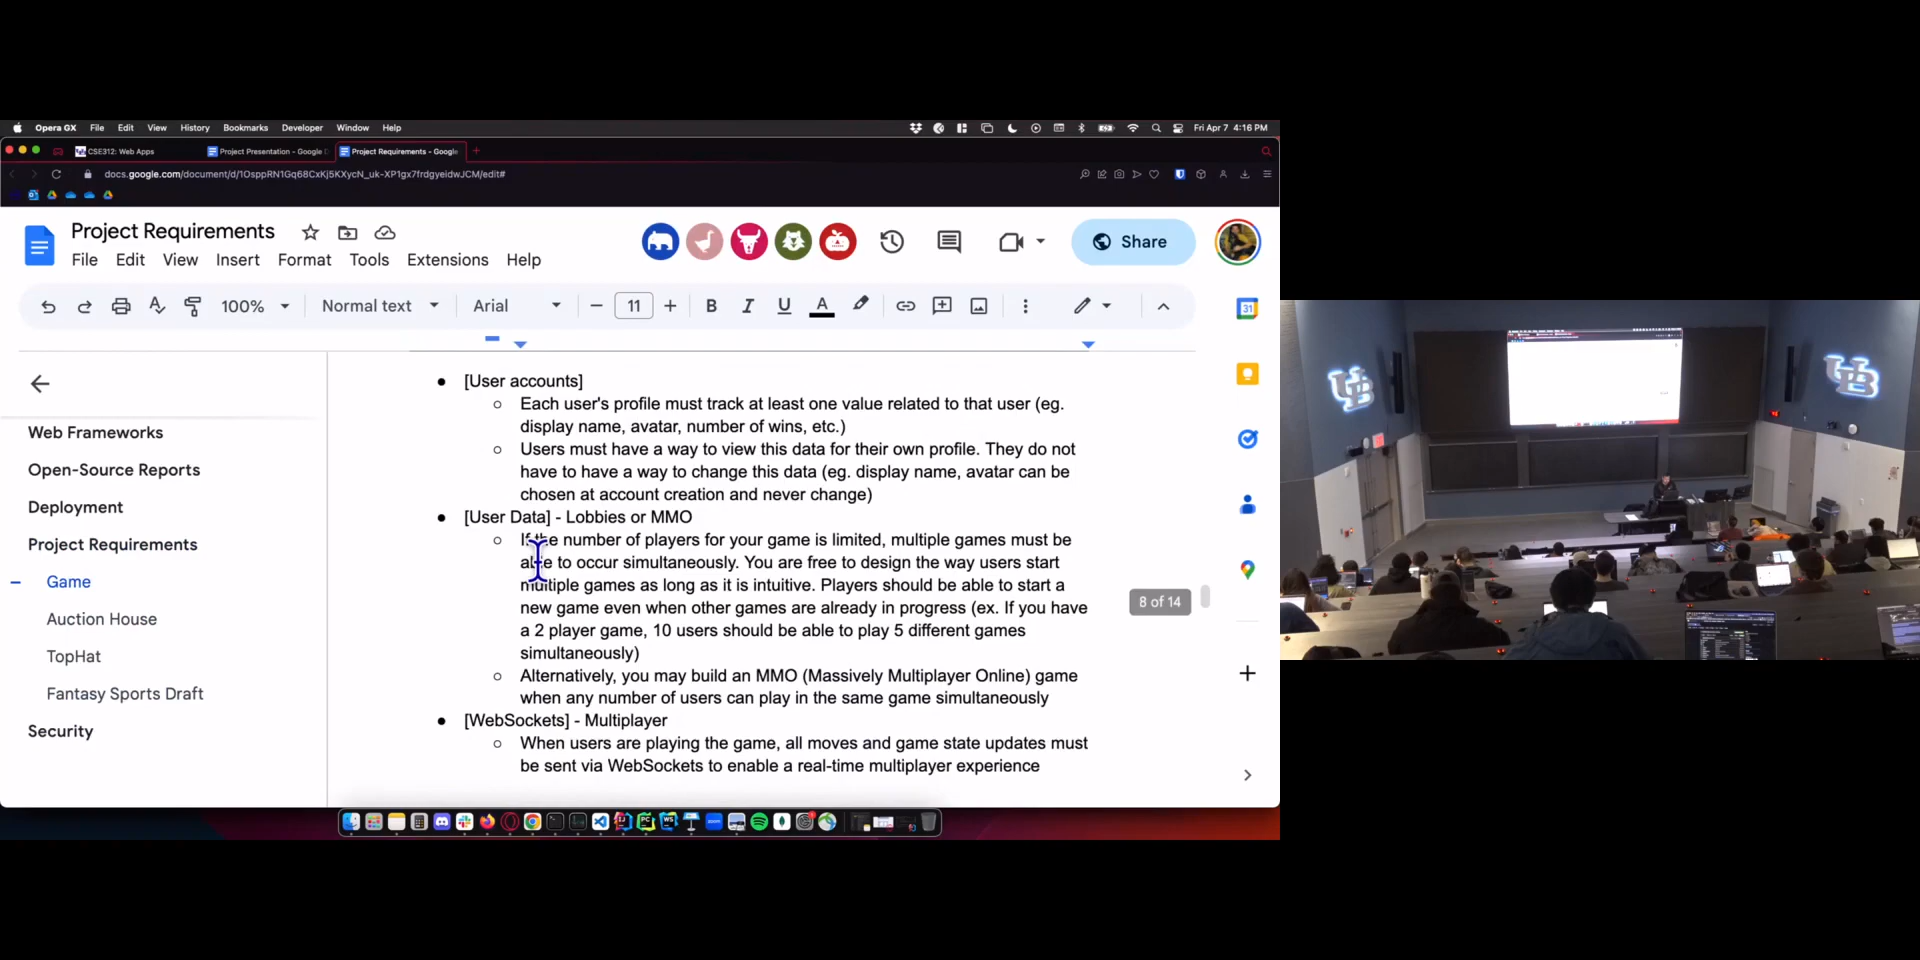 Opera GX File Edit View History Bookmarks Developer Window Help Fri Apr 7 4:16 PM
CSE312: Web Apps Project Presentation - Google D Project Requirements - Google
docs.google.com/document/d/1OsppRN1Gq68CxKj5KXycN_uk-XP1gx7frdgyeidwJCM/edit#
Project Requirements
Share
File Edit View Insert Format Tools Extensions Help
100% Normal text Arial 11 B I U A
31
Web Frameworks
Open-Source Reports
Deployment
Project Requirements
Game
Auction House
TopHat
Fantasy Sports Draft
Security
[User accounts]
Each user's profile must track at least one value related to that user (eg.
display name, avatar, number of wins, etc.)
Users must have a way to view this data for their own profile. They do not
have to have a way to change this data (eg. display name, avatar can be
chosen at account creation and never change)
[User Data] - Lobbies or MMO
If the number of players for your game is limited, multiple games must be
able to occur simultaneously. You are free to design the way users start
multiple games as long as it is intuitive. Players should be able to start a
new game even when other games are already in progress (ex. If you have
a 2 player game, 10 users should be able to play 5 different games
simultaneously)
Alternatively, you may build an MMO (Massively Multiplayer Online) game
when any number of users can play in the same game simultaneously
[WebSockets] - Multiplayer
When users are playing the game, all moves and game state updates must
be sent via WebSockets to enable a real-time multiplayer experience
8 of 14
UB
UB